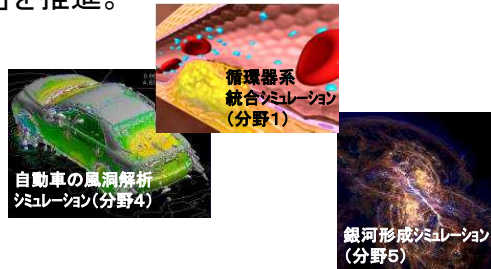 を推進。
循環器系
統合シミュレーション
(分野1)
自動車の風洞解析
シミュレーション(分野4)
銀河形成シミュレーション
(分野5)